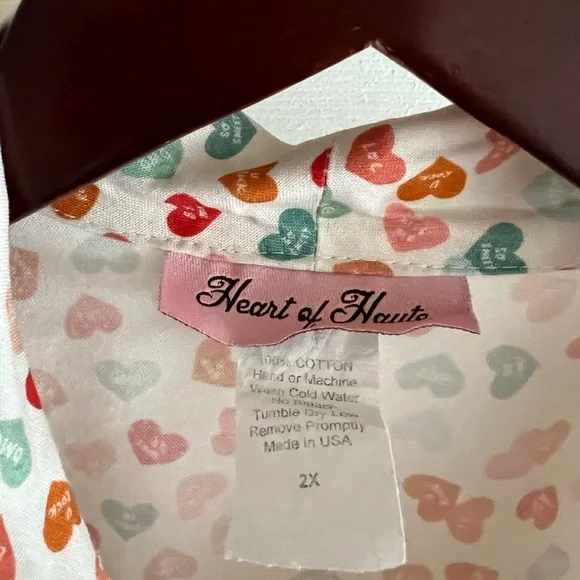 LOL
Heart of Haute
100% COTTON
Hand or Machine
Wash Cold Water
No Bleach
Tumble Dry Low
Remove Promptly
Made in USA
2X